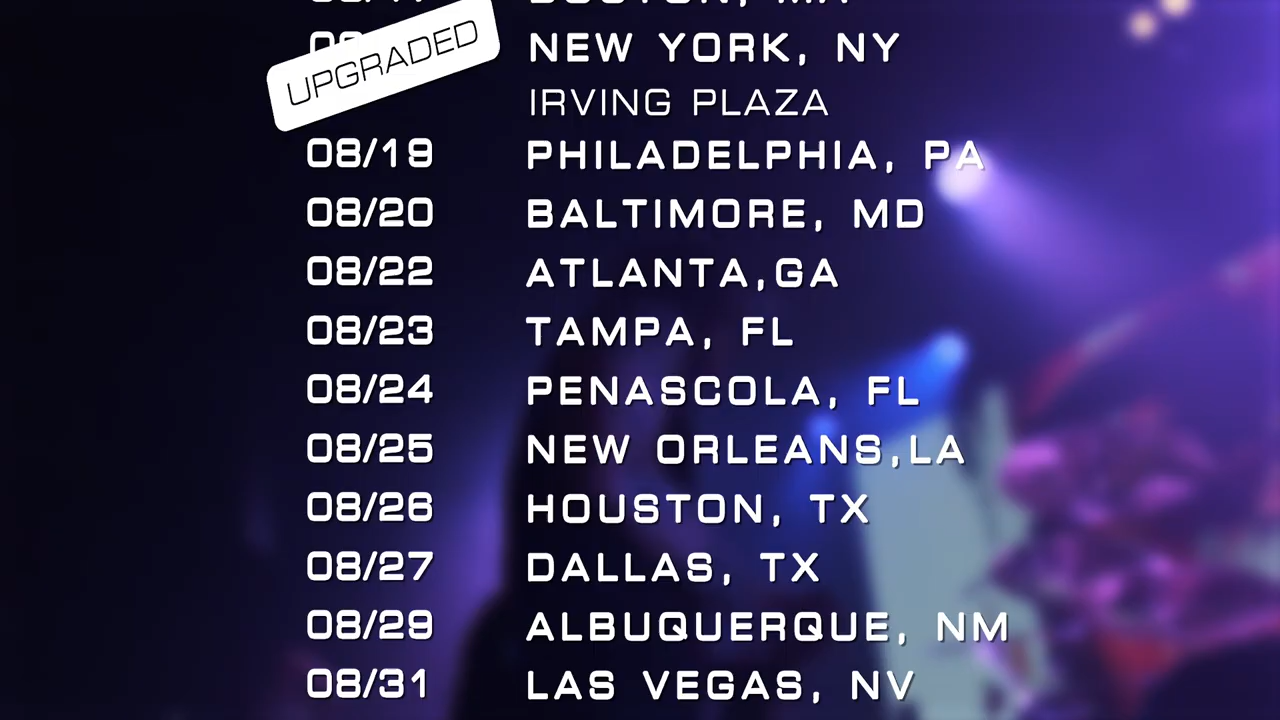 BOSTON, MA
UPGRADED
NEW YORK, NY
IRVING PLAZA
08/19 PHILADELPHIA, PA
08/20 BALTIMORE, MD
08/22 ATLANTA,GA
08/23 TAMPA, FL
08/24 PENASCOLA, FL
08/25 NEW ORLEANS,LA
08/26 HOUSTON, TX
08/27 DALLAS, TX
08/29 ALBUQUERQUE, NM
08/31 LAS VEGAS, NV